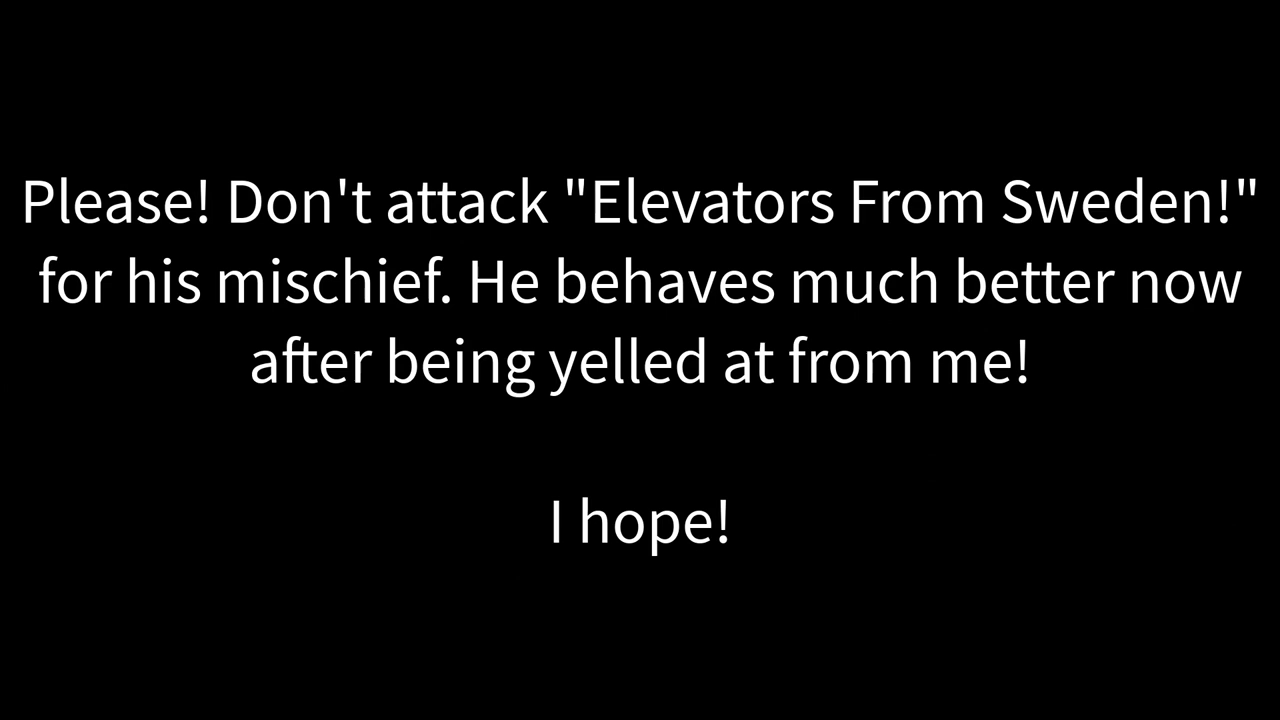 Please! Don't attack "Elevators From Sweden!"
for his mischief. He behaves much better now
after being yelled at from me!
I hope!